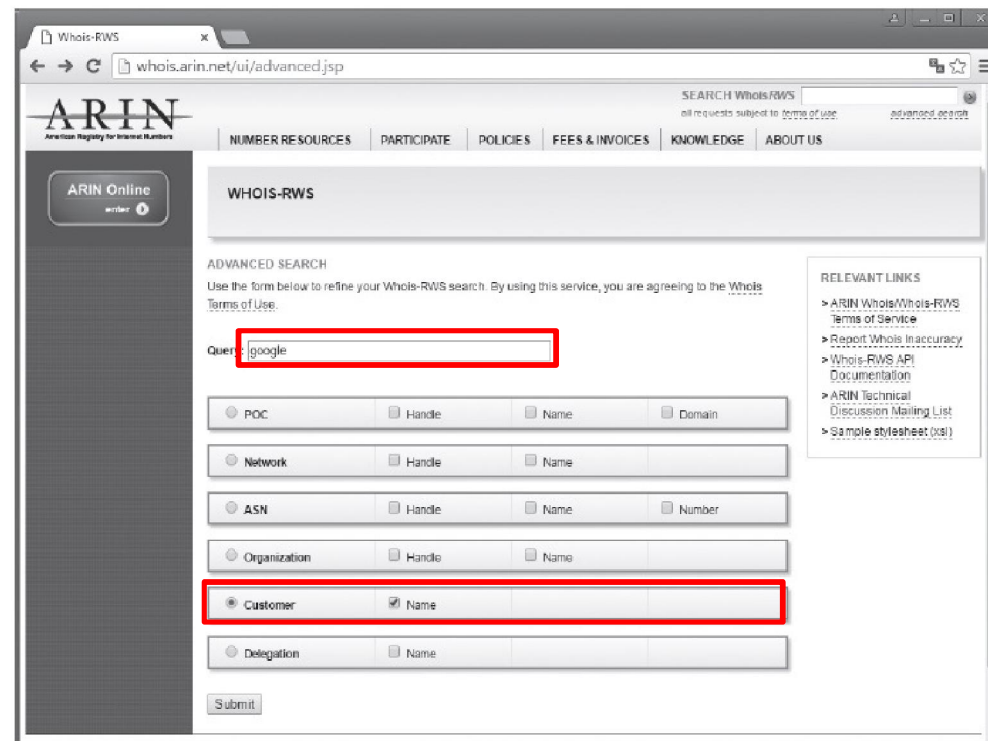 Whois-RWS
whois.arin.net/ui/advanced.jsp
SEARCH WhoisRWS
all requests subject to terms of use advanced search
ARIN
American Registry for Internet Numbers
NUMBER RESOURCES PARTICIPATE POLICIES FEES & INVOICES KNOWLEDGE ABOUT US
ARIN Online
enter
WHOIS-RWS
ADVANCED SEARCH
Use the form below to refine your Whois-RWS search. By using this service, you are agreeing to the Whois
Terms of Use.
Query: google
POC Handle Name Domain
Network Handle Name
ASN Handle Name Number
Organization Handle Name
Customer Name
Delegation Name
Submit
RELEVANT LINKS
> ARIN Whois/Whois-RWS
Terms of Service
> Report Whois Inaccuracy
> Whois-RWS API
Documentation
> ARIN Technical
Discussion Mailing List
> Sample stylesheet (xsl)